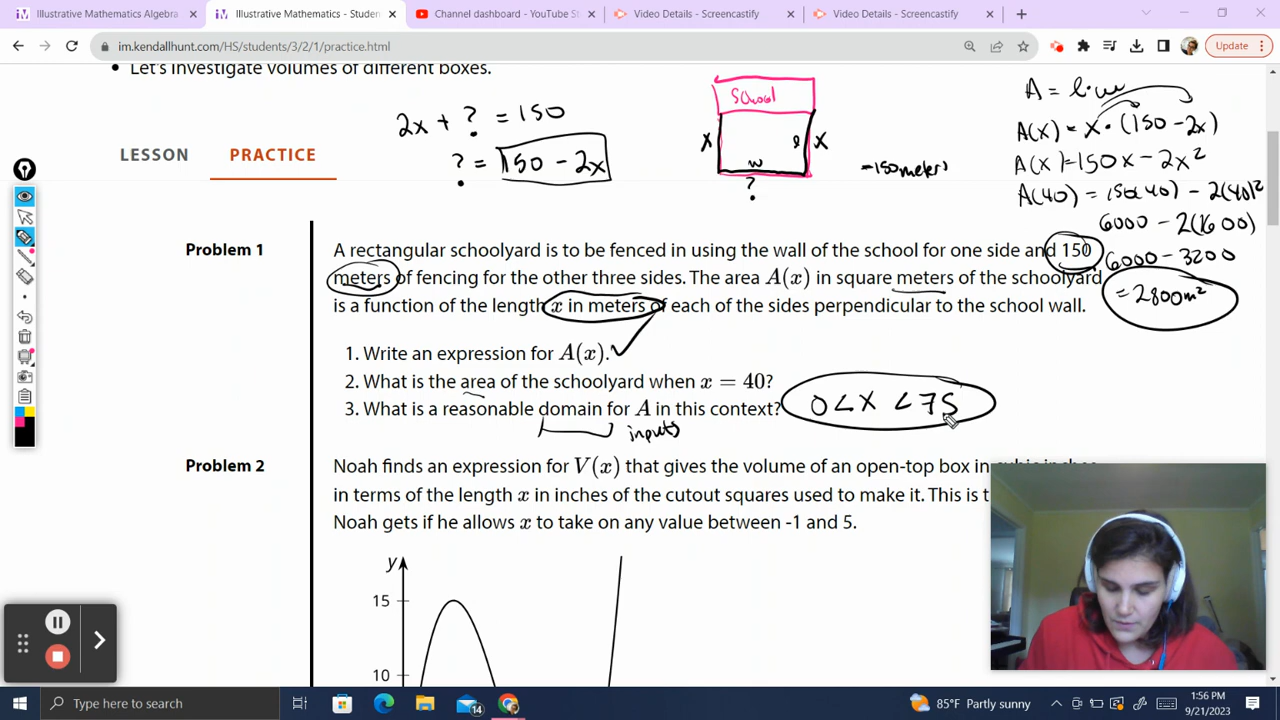 Illustrative Mathematics Algebra
Illustrative Mathematics - Studen
Channel dashboard - YouTube St
Video Details - Screencastify
Video Details - Screencastify
im.kendallhunt.com/HS/students/3/2/1/practice.html
Update
Let's investigate volumes of different boxes.
2x + ? = 150
? = 150 - 2x
School
x
l
x
w
?
=150 meters
A = l·w
A(x) = x · (150 - 2x)
A(x) = 150x - 2x²
A(40) = 150(40) - 2(40)²
6000 - 2(1600)
6000 - 3200
= 2800m²
LESSON
PRACTICE
Problem 1
A rectangular schoolyard is to be fenced in using the wall of the school for one side and 150
meters of fencing for the other three sides. The area A(x) in square meters of the schoolyard
is a function of the length x in meters of each of the sides perpendicular to the school wall.
1. Write an expression for A(x).
2. What is the area of the schoolyard when x = 40?
3. What is a reasonable domain for A in this context?
0 < x < 75
inputs
Problem 2
Noah finds an expression for V(x) that gives the volume of an open-top box in cubic inches
in terms of the length x in inches of the cutout squares used to make it. This is t
Noah gets if he allows x to take on any value between -1 and 5.
y
15
10
Type here to search
14
85°F Partly sunny
1:56 PM
9/21/2023